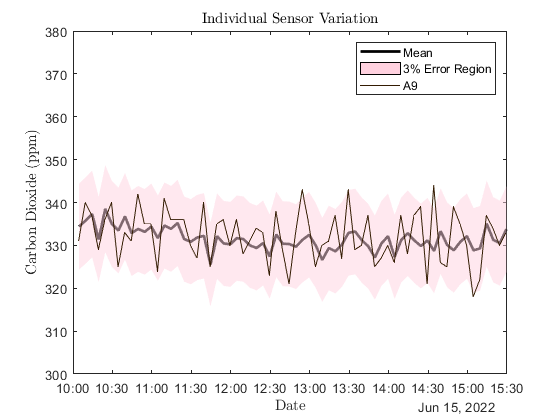 Individual Sensor Variation
Mean
3% Error Region
A9
Carbon Dioxide (ppm)
380
370
360
350
340
330
320
310
300
10:00 10:30 11:00 11:30 12:00 12:30 13:00 13:30 14:00 14:30 15:00 15:30
Date
Jun 15, 2022